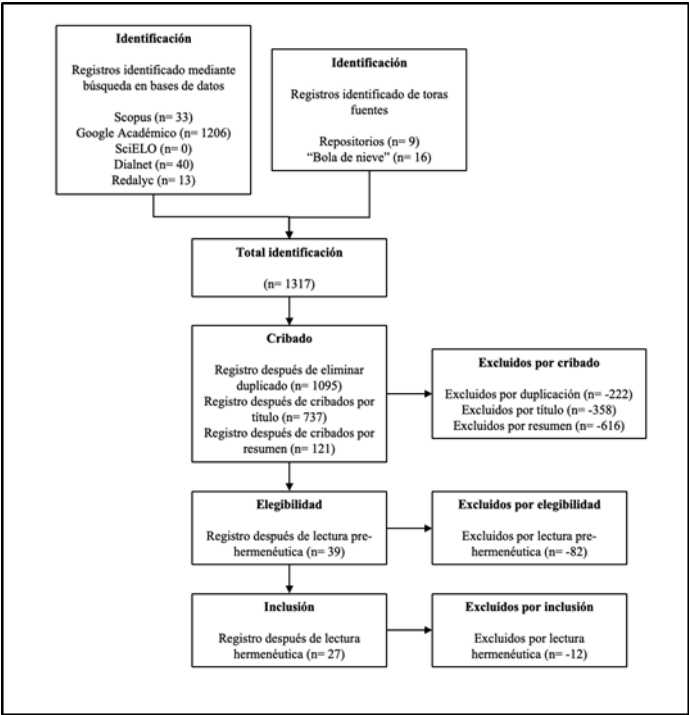 Identificación
Registros identificado mediante
búsqueda en bases de datos
Scopus (n= 33)
Google Académico (n= 1206)
SciELO (n= 0)
Dialnet (n= 40)
Redalyc (n= 13)
Identificación
Registros identificado de toras
fuentes
Repositorios (n= 9)
“Bola de nieve” (n= 16)
Total identificación
(n= 1317)
Cribado
Registro después de eliminar
duplicado (n= 1095)
Registro después de cribados por
título (n= 737)
Registro después de cribados por
resumen (n= 121)
Excluidos por cribado
Excluidos por duplicación (n= -222)
Excluidos por título (n= -358)
Excluidos por resumen (n= -616)
Elegibilidad
Registro después de lectura pre-
hermenéutica (n= 39)
Excluidos por elegibilidad
Excluidos por lectura pre-
hermenéutica (n= -82)
Inclusión
Registro después de lectura
hermenéutica (n= 27)
Excluidos por inclusión
Excluidos por lectura
hermenéutica (n= -12)